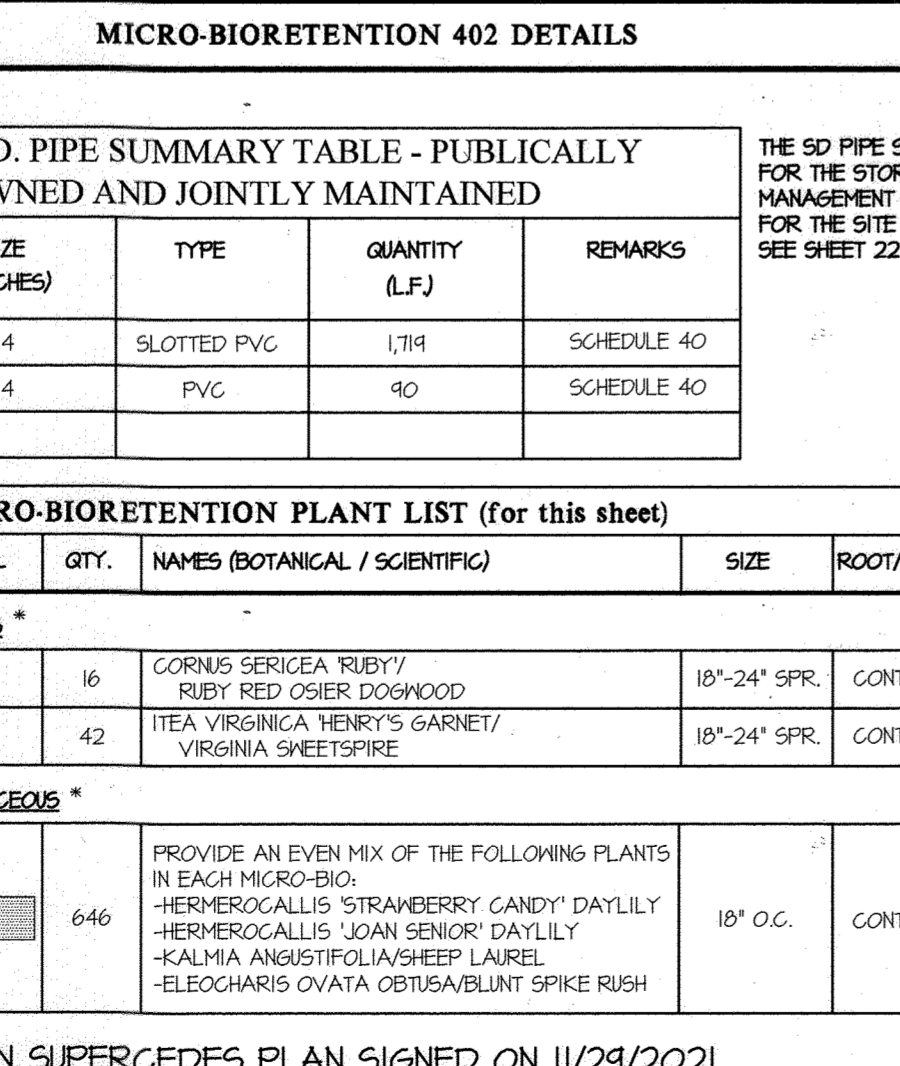 MICRO-BIORETENTION 402 DETAILS
D. PIPE SUMMARY TABLE - PUBLICALLY
WNED AND JOINTLY MAINTAINED
THE SD PIPE S
FOR THE STOR
MANAGEMENT
FOR THE SITE
SEE SHEET 22
ZE TYPE QUANTITY REMARKS
CHES) (L.F.)
4 SLOTTED PVC 1,719 SCHEDULE 40
4 PVC 90 SCHEDULE 40
RO-BIORETENTION PLANT LIST (for this sheet)
L QTY. NAMES (BOTANICAL / SCIENTIFIC) SIZE ROOT/
*
16 CORNUS SERICEA 'RUBY'/ 18"-24" SPR. CONT
RUBY RED OSIER DOGWOOD
42 ITEA VIRGINICA 'HENRY'S GARNET/ 18"-24" SPR. CONT
VIRGINIA SWEETSPIRE
CEOUS *
PROVIDE AN EVEN MIX OF THE FOLLOWING PLANTS
IN EACH MICRO-BIO:
-HERMEROCALLIS 'STRAWBERRY CANDY' DAYLILY
646 18" O.C. CONT
-HERMEROCALLIS 'JOAN SENIOR' DAYLILY
-KALMIA ANGUSTIFOLIA/SHEEP LAUREL
-ELEOCHARIS OVATA OBTUSA/BLUNT SPIKE RUSH
N SUPERCEDES PLAN SIGNED ON 11/29/2021